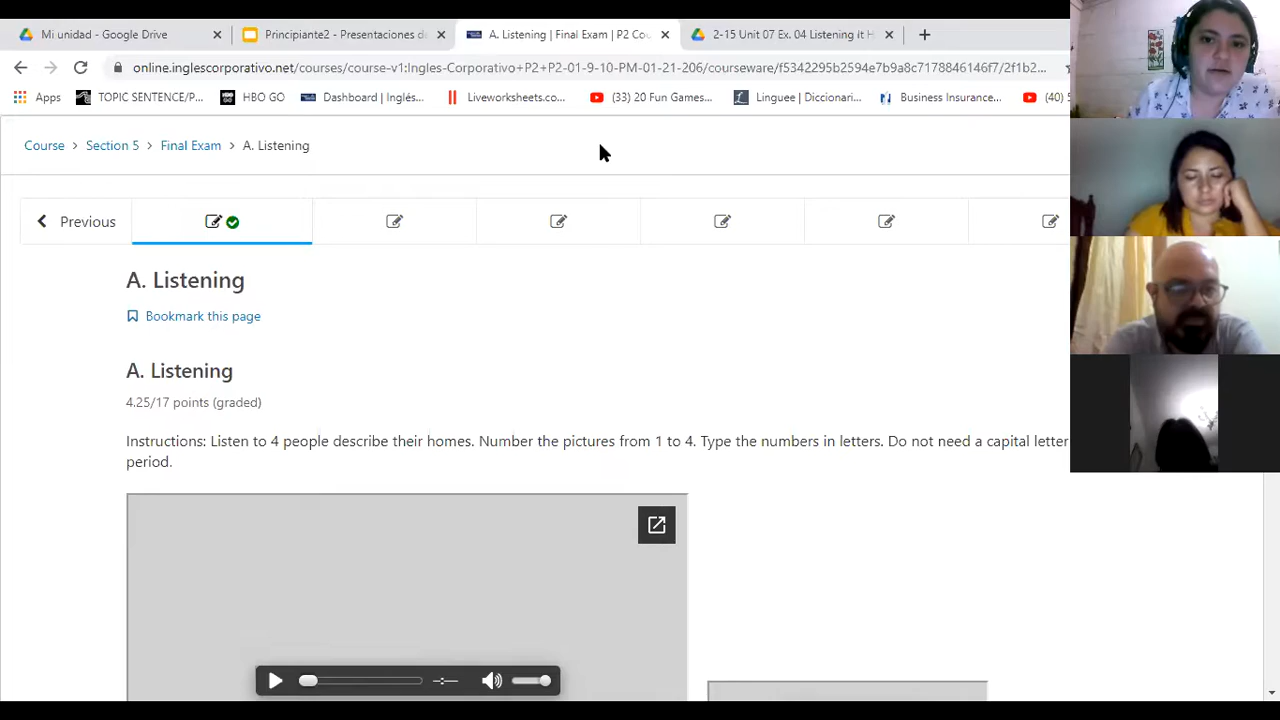 Mi unidad - Google Drive
Principiante2 - Presentaciones d
A. Listening | Final Exam | P2 Co
2-15 Unit 07 Ex. 04 Listening it H
online.inglescorporativo.net/courses/course-v1:Ingles-Corporativo+P2+P2-01-9-10-PM-01-21-206/courseware/f5342295b2594e7b9a8c7178846146f7/2f1b2...
Apps
TOPIC SENTENCE/P...
HBO GO
Dashboard | Inglés...
Liveworksheets.co...
(33) 20 Fun Games...
Linguee | Diccionari...
Business Insurance...
(40)
Course > Section 5 > Final Exam > A. Listening
Previous
A. Listening
Bookmark this page
A. Listening
4.25/17 points (graded)
Instructions: Listen to 4 people describe their homes. Number the pictures from 1 to 4. Type the numbers in letters. Do not need a capital letter
period.